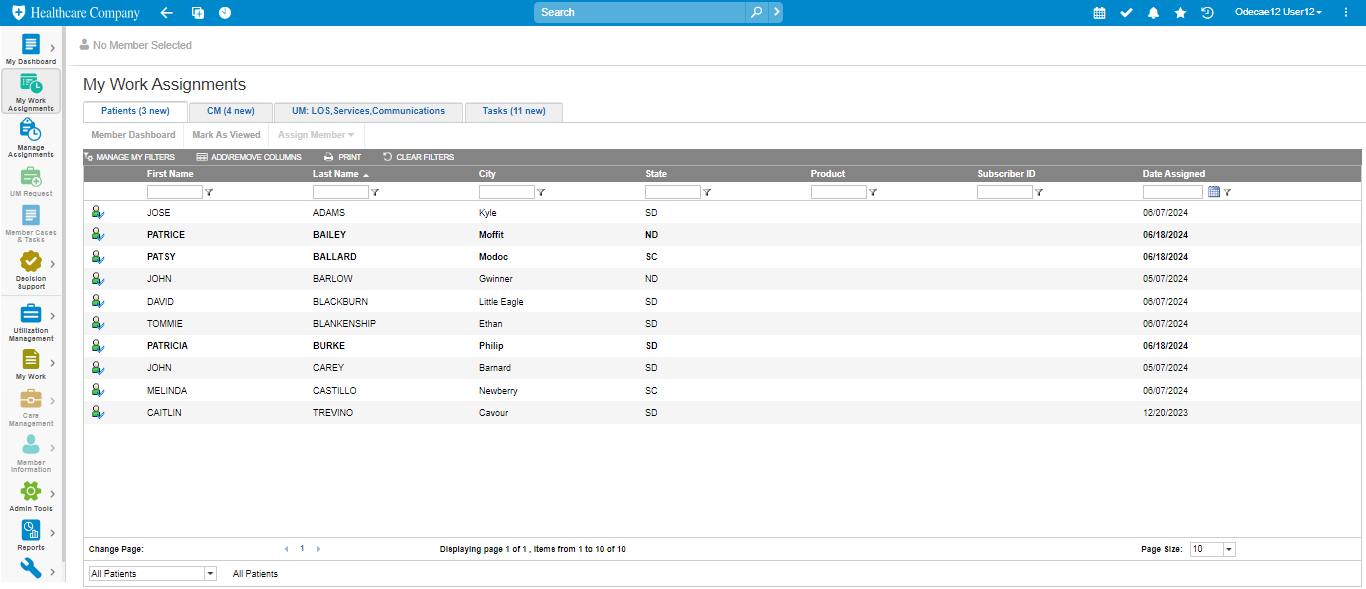 Healthcare Company Search Odecae12 User12
My Dashboard
My Work
Assignments
Manage
Assignments
UM Request
Member Cases
& Tasks
Decision
Support
Utilization
Management
My Work
Care
Management
Member
Information
Admin Tools
Reports
No Member Selected
My Work Assignments
Patients (3 new) CM (4 new) UM: LOS,Services,Communications Tasks (11 new)
Member Dashboard Mark As Viewed Assign Member
MANAGE MY FILTERS ADD\REMOVE COLUMNS PRINT CLEAR FILTERS
First Name Last Name City State Product Subscriber ID Date Assigned
JOSE ADAMS Kyle SD 06/07/2024
PATRICE BAILEY Moffit ND 06/18/2024
PATSY BALLARD Modoc SC 06/18/2024
JOHN BARLOW Gwinner ND 05/07/2024
DAVID BLACKBURN Little Eagle SD 06/07/2024
TOMMIE BLANKENSHIP Ethan SD 06/07/2024
PATRICIA BURKE Philip SD 06/18/2024
JOHN CAREY Barnard SD 05/07/2024
MELINDA CASTILLO Newberry SC 06/07/2024
CAITLIN TREVINO Cavour SD 12/20/2023
Change Page: 1 Displaying page 1 of 1 , items from 1 to 10 of 10 Page Size: 10
All Patients All Patients